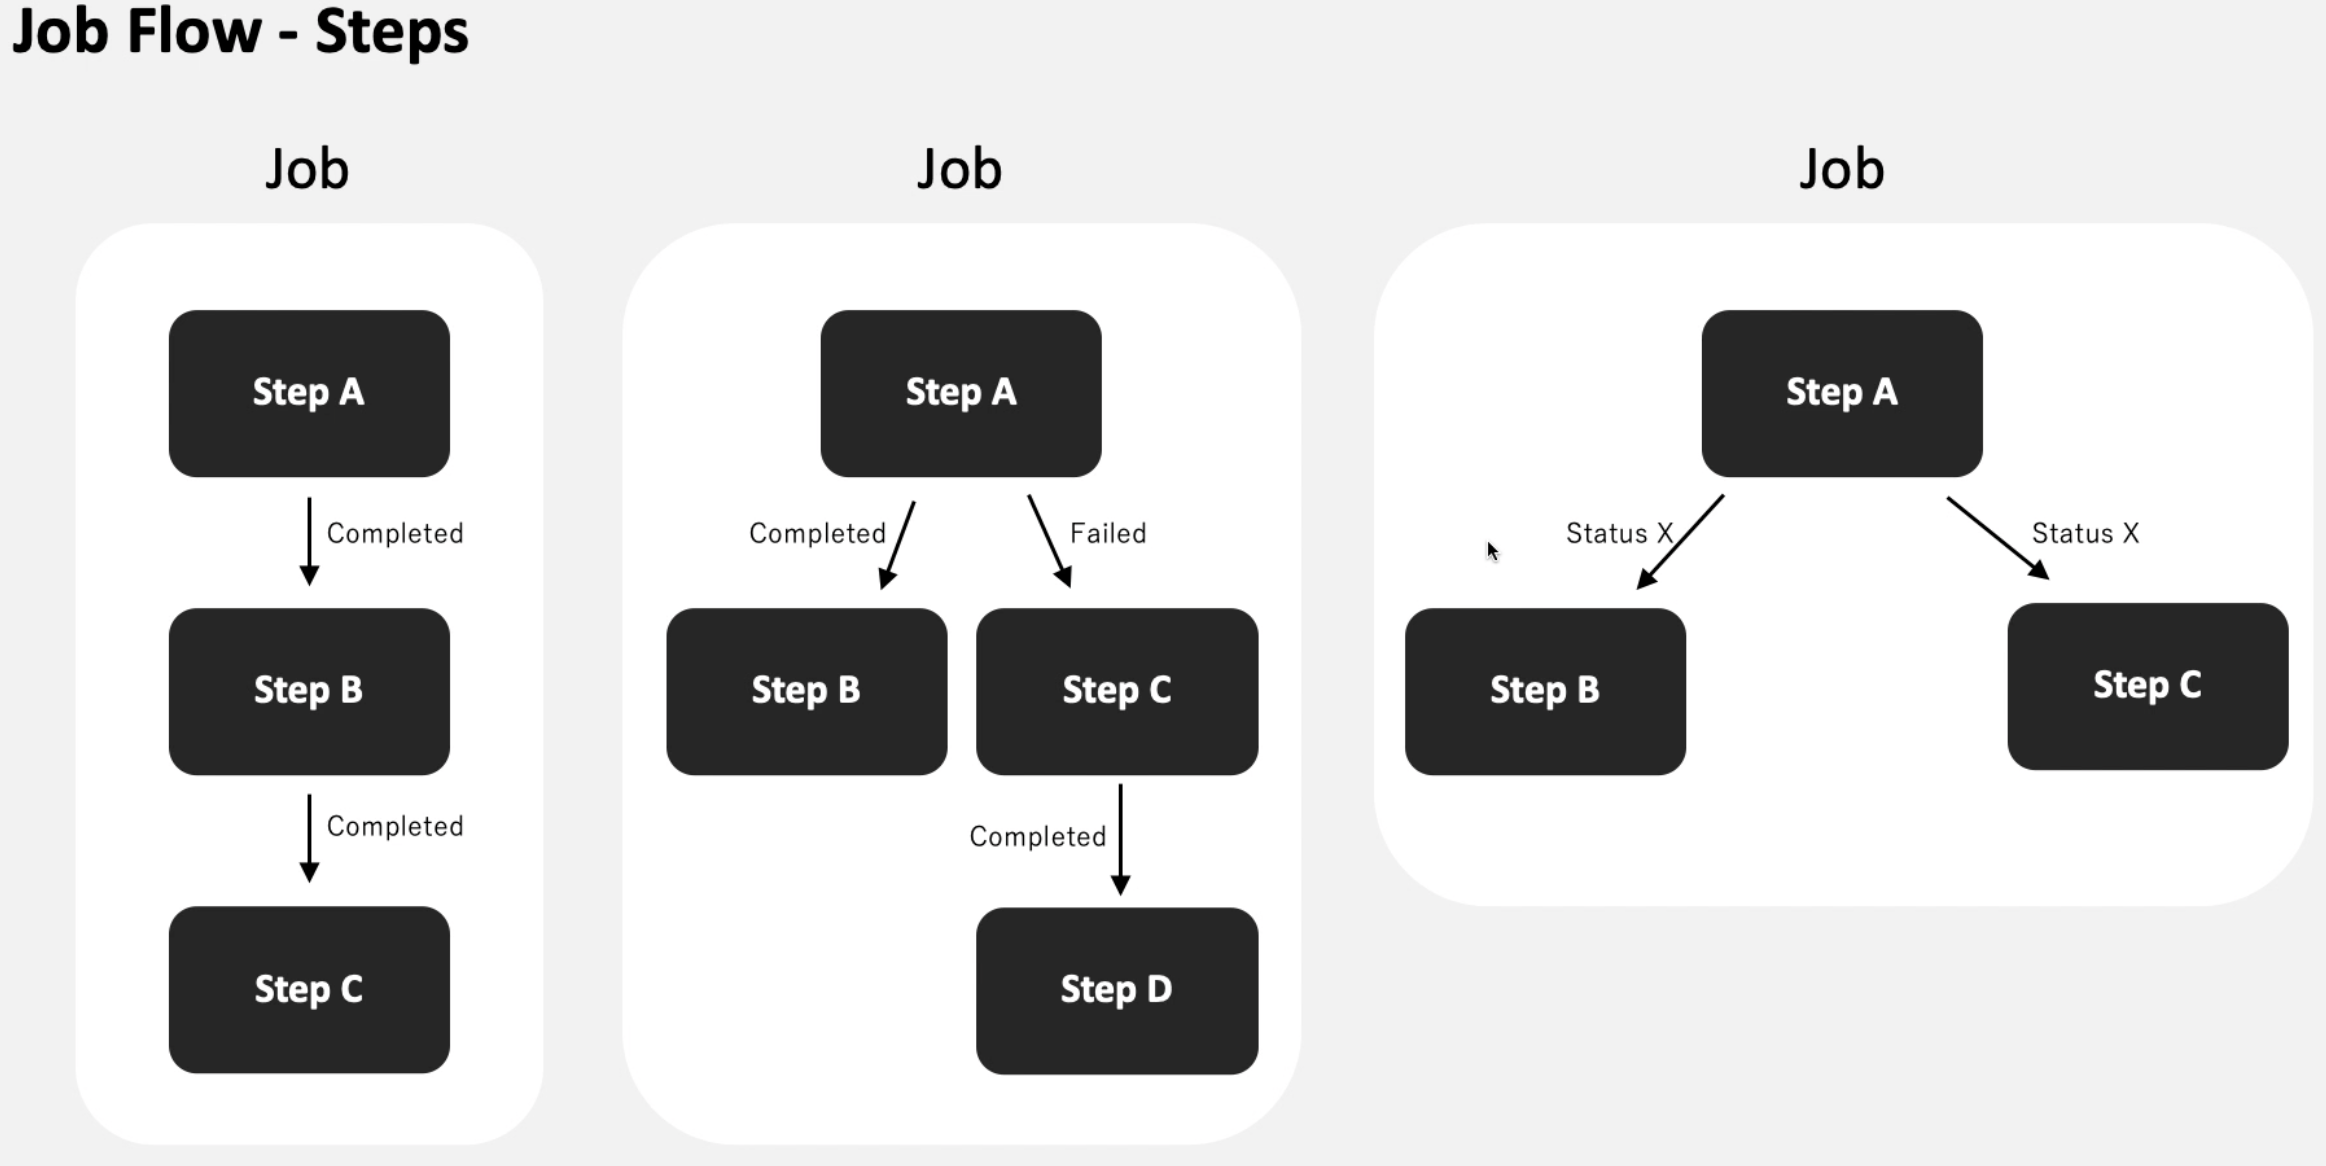 Job Flow - Steps
Job
Step A
Completed
Step B
Completed
Step C
Job
Step A
Completed
Failed
Step B
Step C
Completed
Step D
Job
Step A
Status X
Status X
Step B
Step C